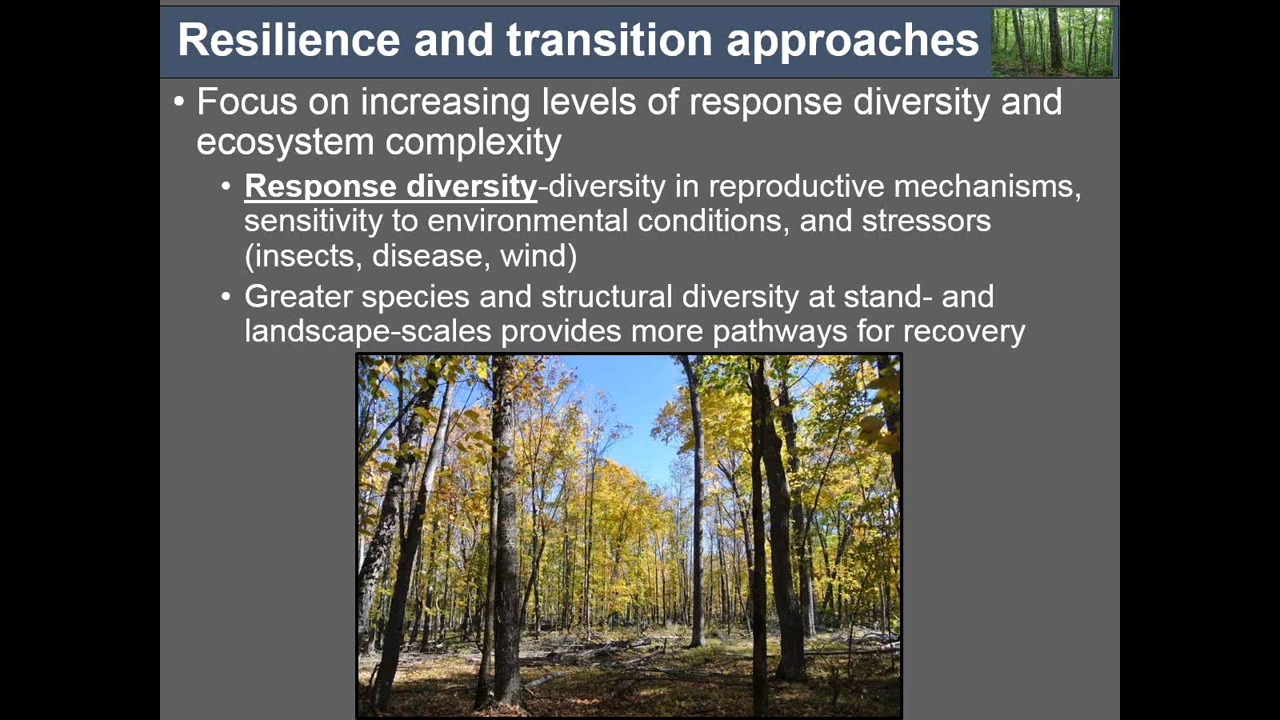 Resilience and transition approaches
• Focus on increasing levels of response diversity and
ecosystem complexity
• Response diversity-diversity in reproductive mechanisms,
sensitivity to environmental conditions, and stressors
(insects, disease, wind)
• Greater species and structural diversity at stand- and
landscape-scales provides more pathways for recovery